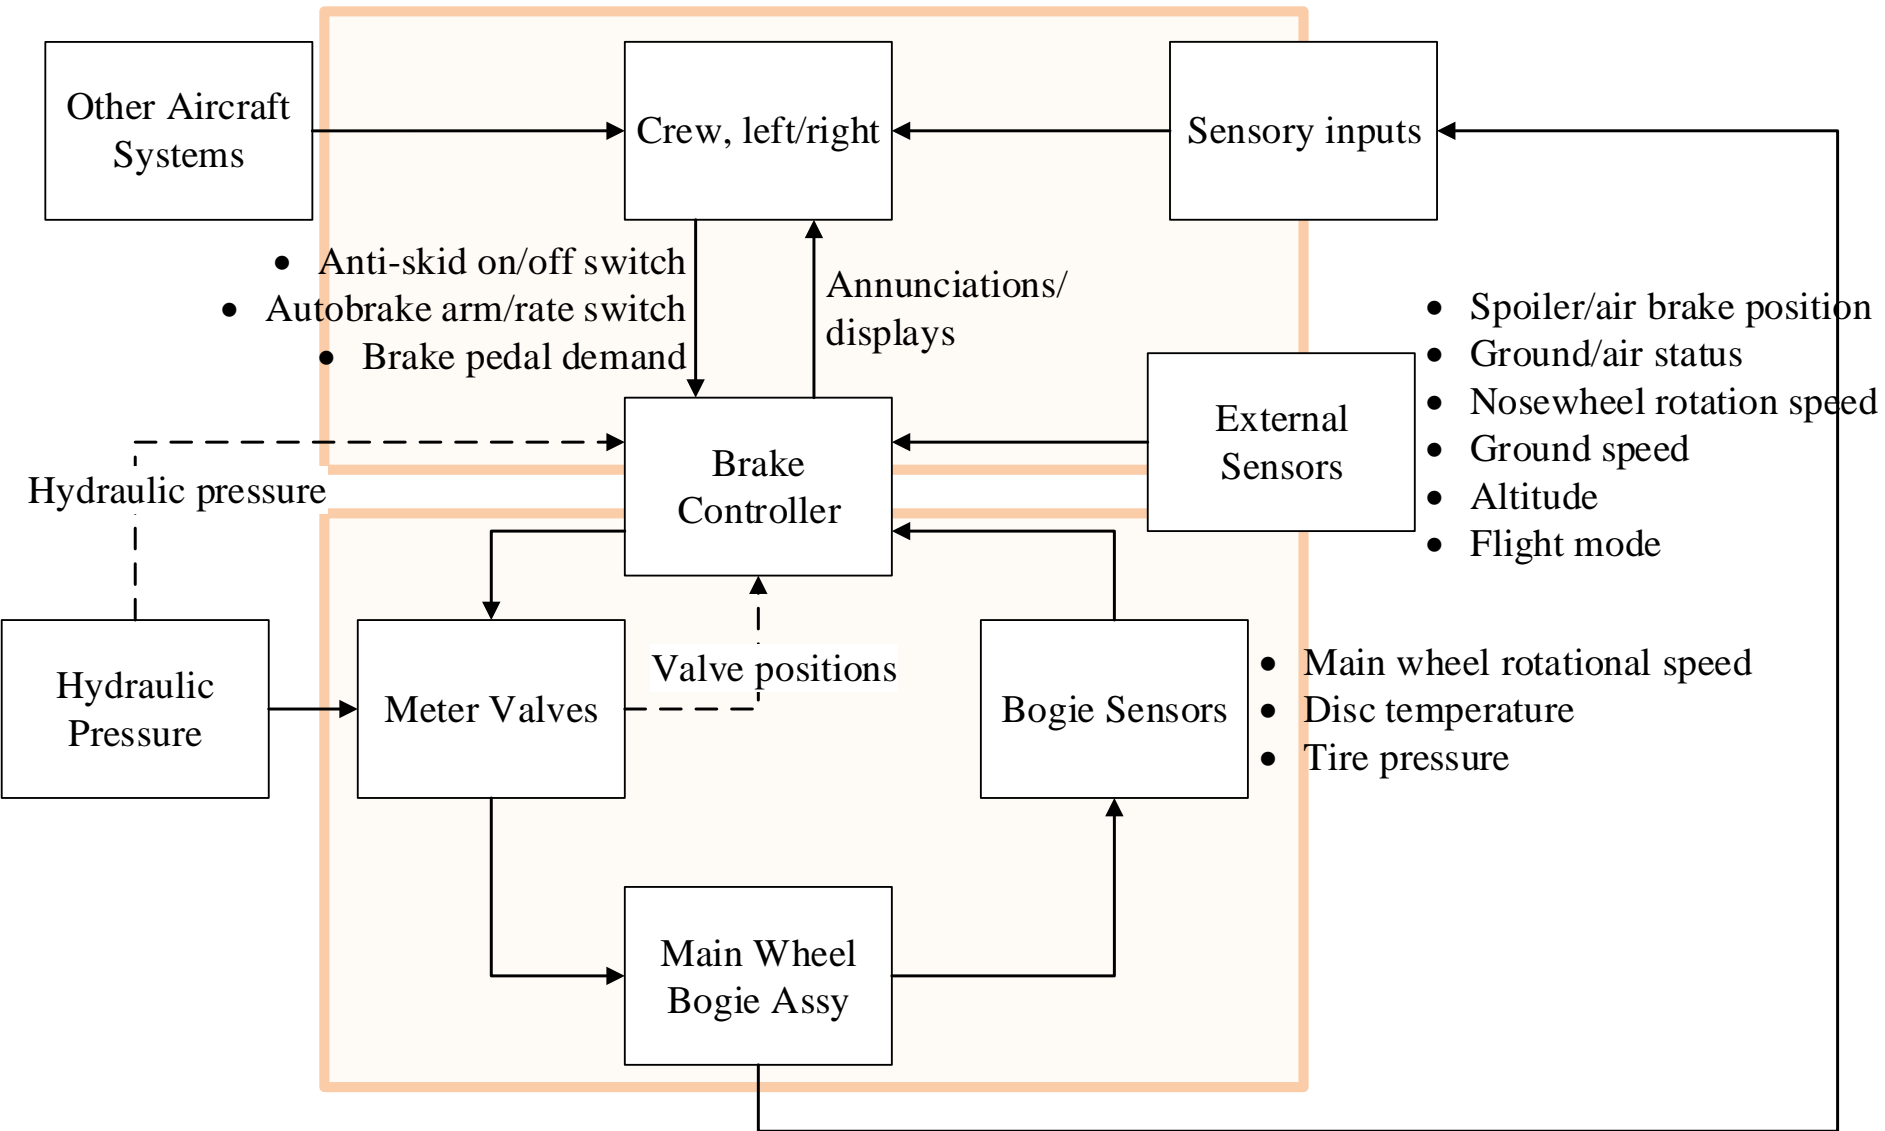 Other Aircraft
Systems
Crew, left/right
Sensory inputs
• Anti-skid on/off switch
• Autobrake arm/rate switch
• Brake pedal demand
Annunciations/
displays
• Spoiler/air brake position
• Ground/air status
• Nosewheel rotation speed
• Ground speed
• Altitude
• Flight mode
External
Sensors
Brake
Controller
Hydraulic pressure
Hydraulic
Pressure
Meter Valves
Valve positions
Bogie Sensors
• Main wheel rotational speed
• Disc temperature
• Tire pressure
Main Wheel
Bogie Assy